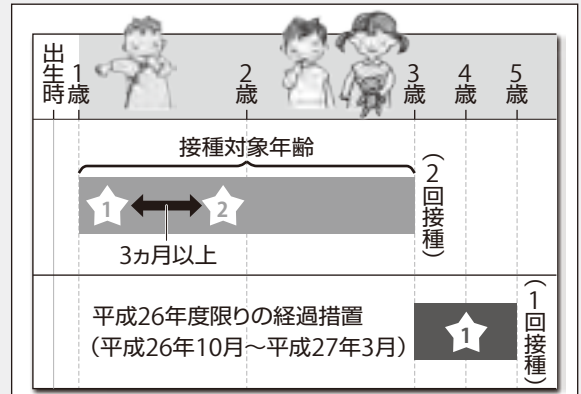 出生時
1歳
2歳
3歳
4歳
5歳
接種対象年齢
1
2
3ヵ月以上
（2回接種）
平成26年度限りの経過措置
（平成26年10月～平成27年3月）
1
（1回接種）